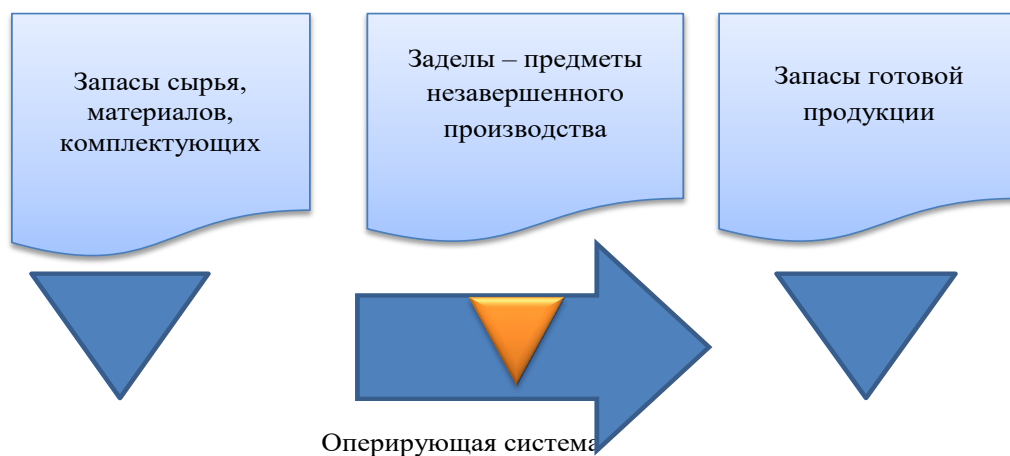 Запасы сырья,
материалов,
комплектующих
Заделы – предметы
незавершенного
производства
Запасы готовой
продукции
Оперирующая система